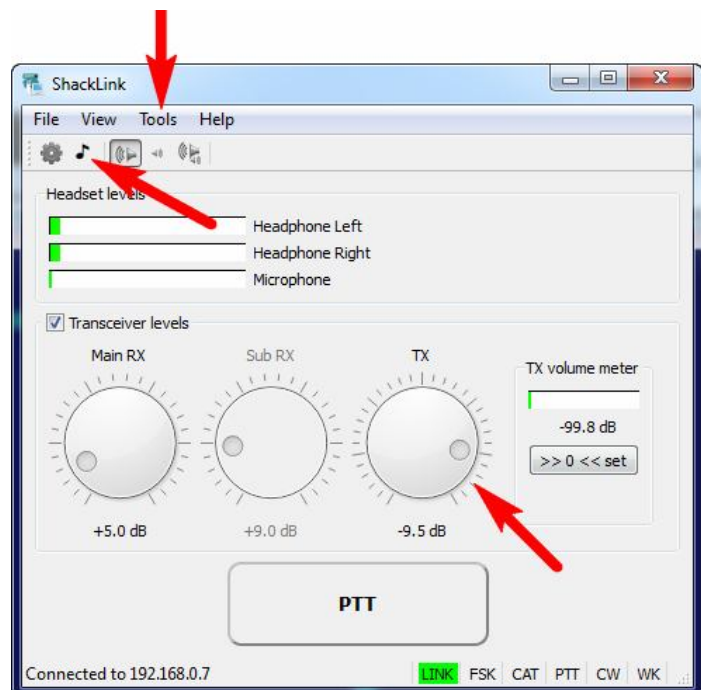 ShackLink
File View Tools Help
Headset levels
Headphone Left
Headphone Right
Microphone
Transceiver levels
Main RX Sub RX TX
TX volume meter
-99.8 dB
>> 0 << set
+5.0 dB +9.0 dB -9.5 dB
PTT
Connected to 192.168.0.7 LINK FSK CAT PTT CW WK